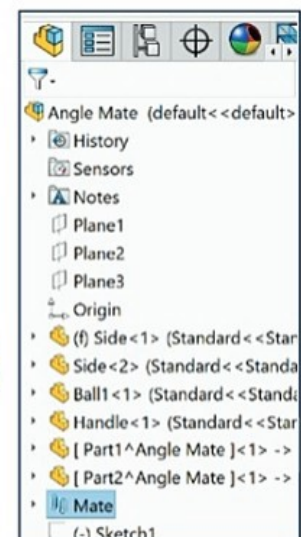 Angle Mate (default<<default>
History
Sensors
Notes
Plane1
Plane2
Plane3
Origin
(f) Side<1> (Standard<<Star
Side<2> (Standard<<Standa
Ball1<1> (Standard<<Standa
Handle<1> (Standard<<Star
[ Part1^Angle Mate ]<1> ->
[ Part2^Angle Mate ]<1> ->
Mate
(-) Sketch1